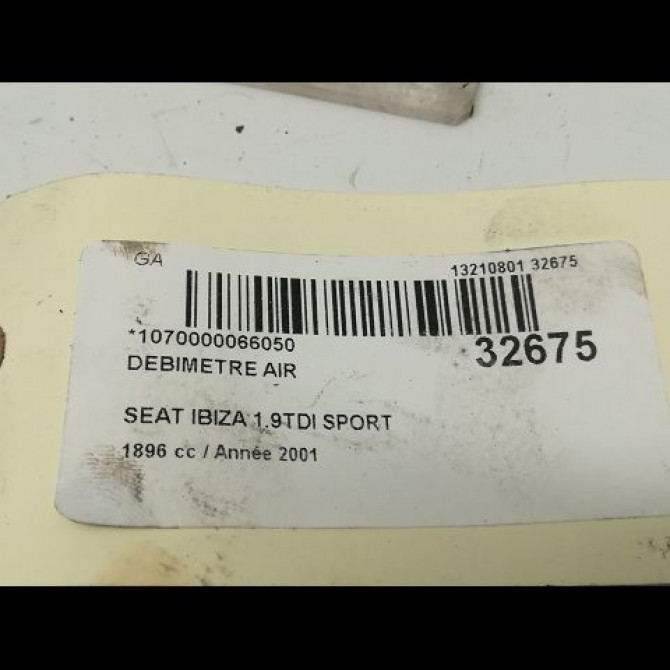 GA
13210801 32675
*1070000066050
32675
DEBIMETRE AIR
SEAT IBIZA 1.9TDI SPORT
1896 cc / Année 2001